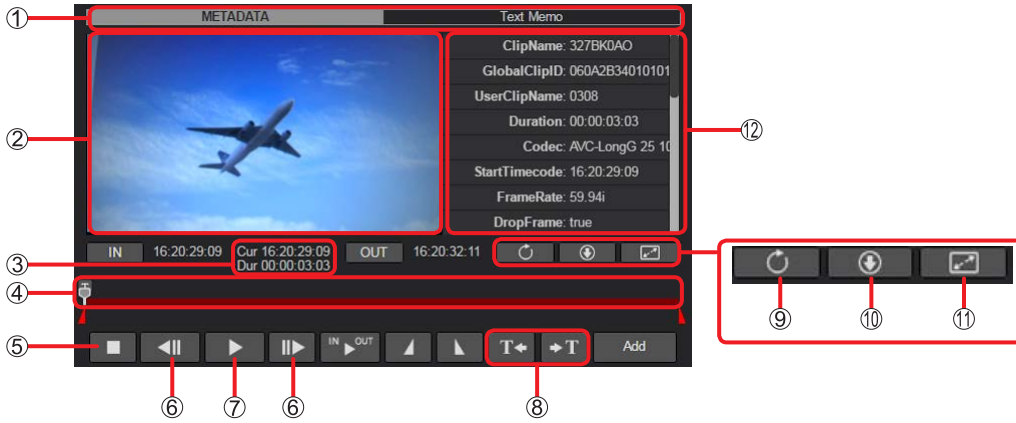 ① METADATA Text Memo
②
ClipName: 327BK0AO
GlobalClipID: 060A2B34010101
UserClipName: 0308
Duration: 00:00:03:03
Codec: AVC-LongG 25 10
StartTimecode: 16:20:29:09
FrameRate: 59.94i
DropFrame: true
⑫
IN 16:20:29:09 Cur 16:20:29:09 OUT 16:20:32:11
③ Dur 00:00:03:03
④
⑨ ⑩ ⑪
⑤ IN OUT T T Add
⑥ ⑦ ⑥ ⑧